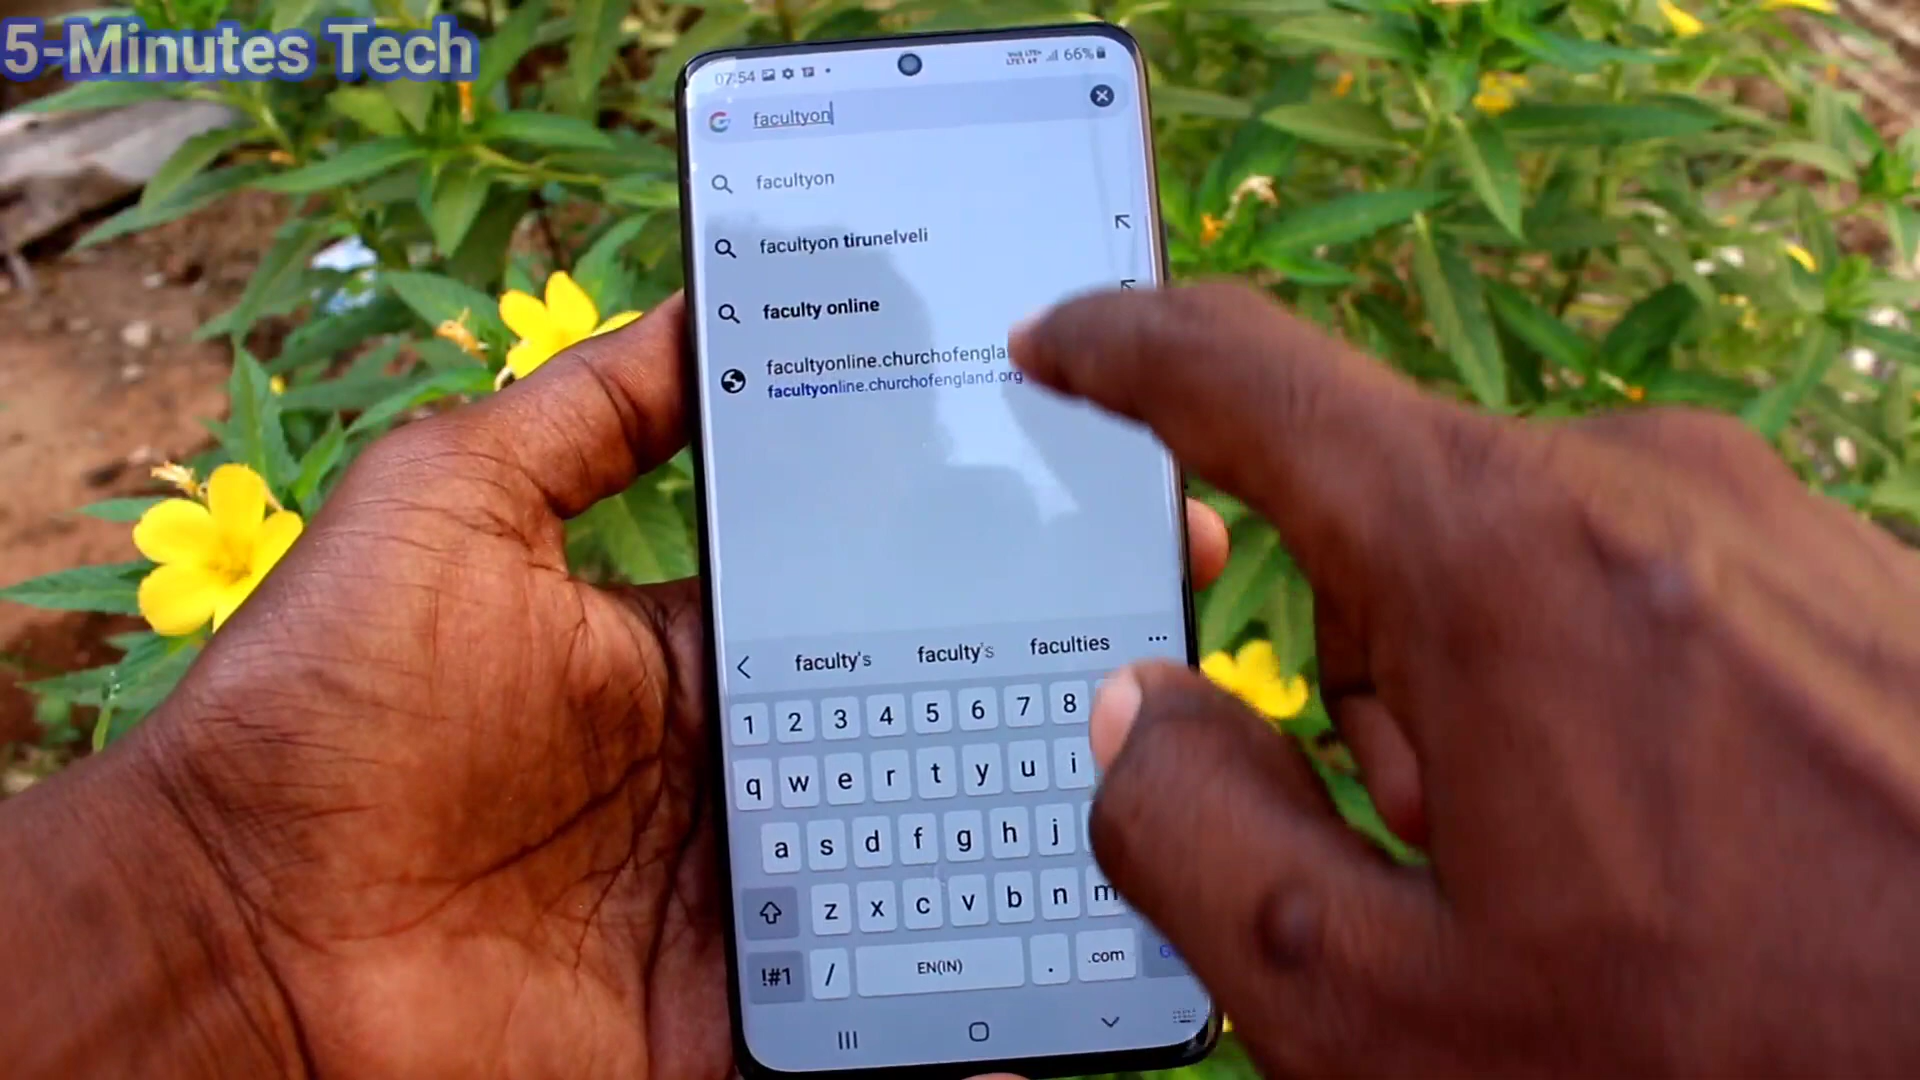 5-Minutes Tech
07:54
66%
facultyon
facultyon
facultyon tirunelveli
faculty online
facultyonline.churchofengla
facultyonline.churchofengland.org
faculty's faculty's faculties ...
1 2 3 4 5 6 7 8
q w e r t y u i
a s d f g h j
z x c v b n m
!#1 / EN(IN) . .com